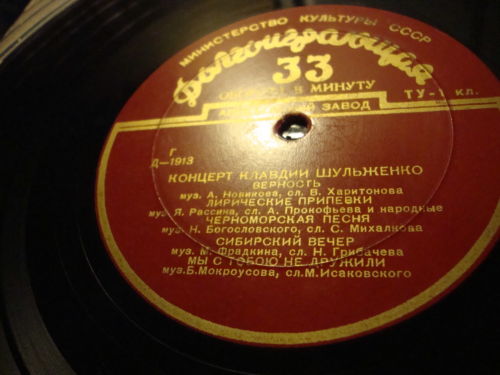 МИНИСТЕРСТВО КУЛЬТУРЫ СССР
Долгоиграющая
33
В МИНУТУ
ТУ-1 КЛ.
ЗАВОД
Г
Д—1913
КОНЦЕРТ КЛАВДИИ ШУЛЬЖЕНКО
ВЕРНОСТЬ
муз. А. Новикова, сл. В. Харитонова
ЛИРИЧЕСКИЕ ПРИПЕВКИ
муз. Я. Рассина, сл. А. Прокофьева и народные
ЧЕРНОМОРСКАЯ ПЕСНЯ
муз. Н. Богословского, сл. С. Михалкова
СИБИРСКИЙ ВЕЧЕР
муз. М. Фрадкина, сл. Н. Грибачева
МЫ С ТОБОЮ НЕ ДРУЖИЛИ
муз.Б.Мокроусова, сл.М.Исаковского